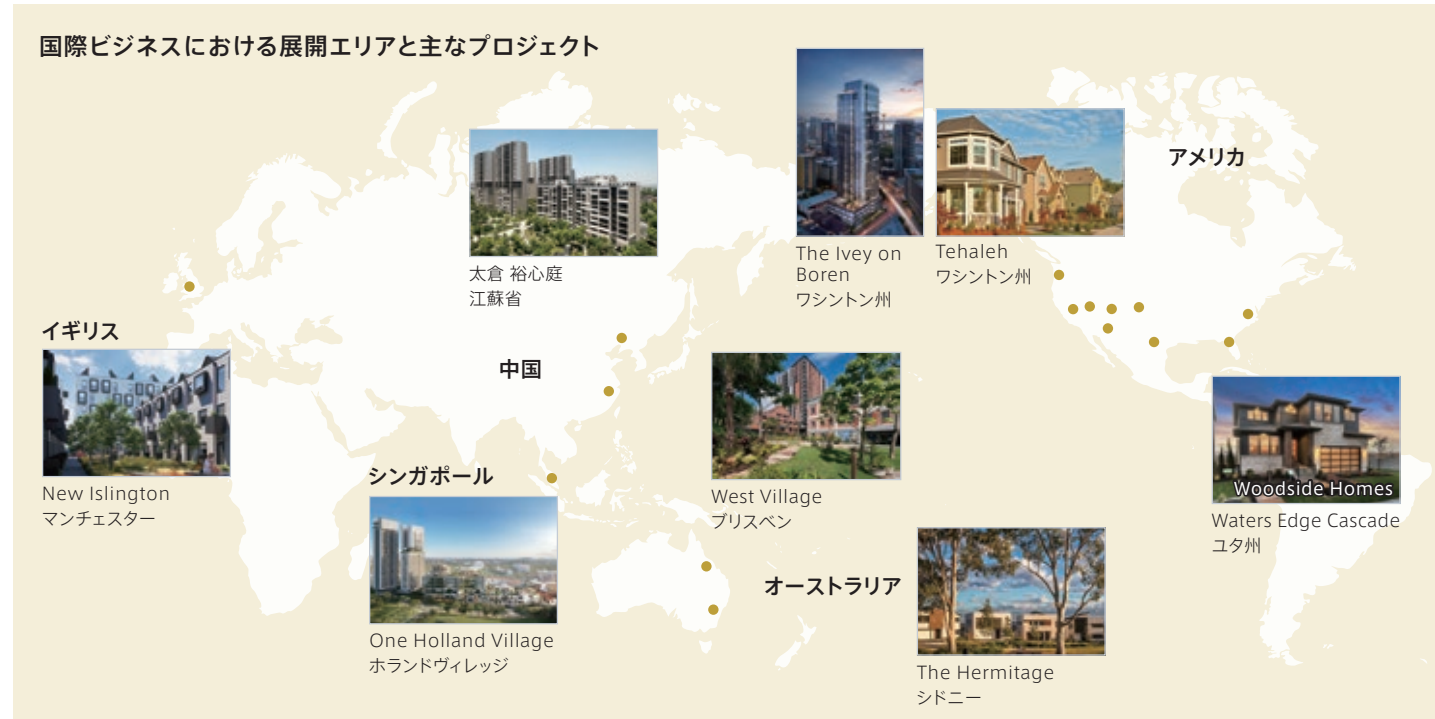 国際ビジネスにおける展開エリアと主なプロジェクト
アメリカ
太倉 裕心庭
江蘇省
The Ivey on
Boren
ワシントン州
Tehaleh
ワシントン州
イギリス
New Islington
マンチェスター
中国
シンガポール
One Holland Village
ホランドヴィレッジ
West Village
ブリスベン
オーストラリア
The Hermitage
シドニー
Woodside Homes
Waters Edge Cascade
ユタ州